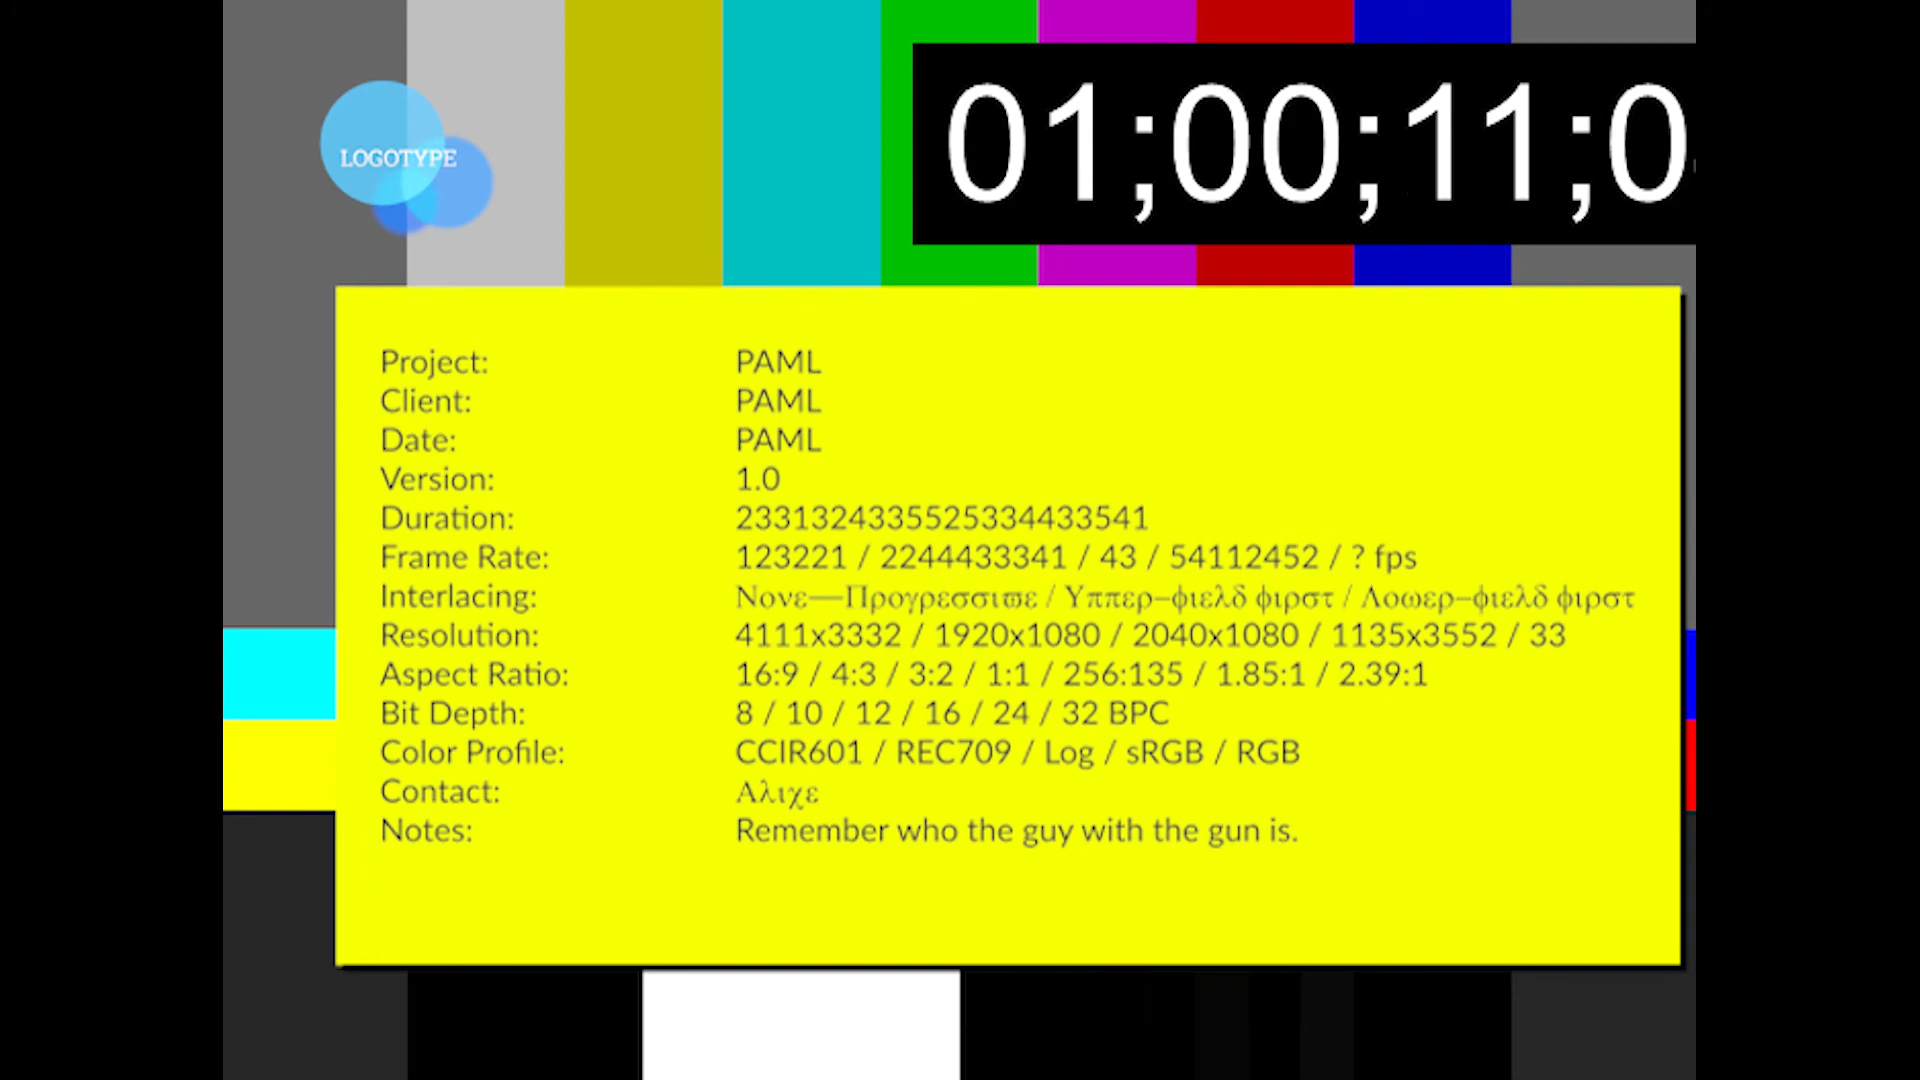 LOGOTYPE
01;00;11;0
Project: PAML
Client: PAML
Date: PAML
Version: 1.0
Duration: 2331324335525334433541
Frame Rate: 123221 / 2244433341 / 43 / 54112452 / ? fps
Interlacing: Νονε—Προγρεσσιϖε / Υππερ–φιελδ φιρστ / Λοωερ–φιελδ φιρστ
Resolution: 4111x3332 / 1920x1080 / 2040x1080 / 1135x3552 / 33
Aspect Ratio: 16:9 / 4:3 / 3:2 / 1:1 / 256:135 / 1.85:1 / 2.39:1
Bit Depth: 8 / 10 / 12 / 16 / 24 / 32 BPC
Color Profile: CCIR601 / REC709 / Log / sRGB / RGB
Contact: Αλιχε
Notes: Remember who the guy with the gun is.